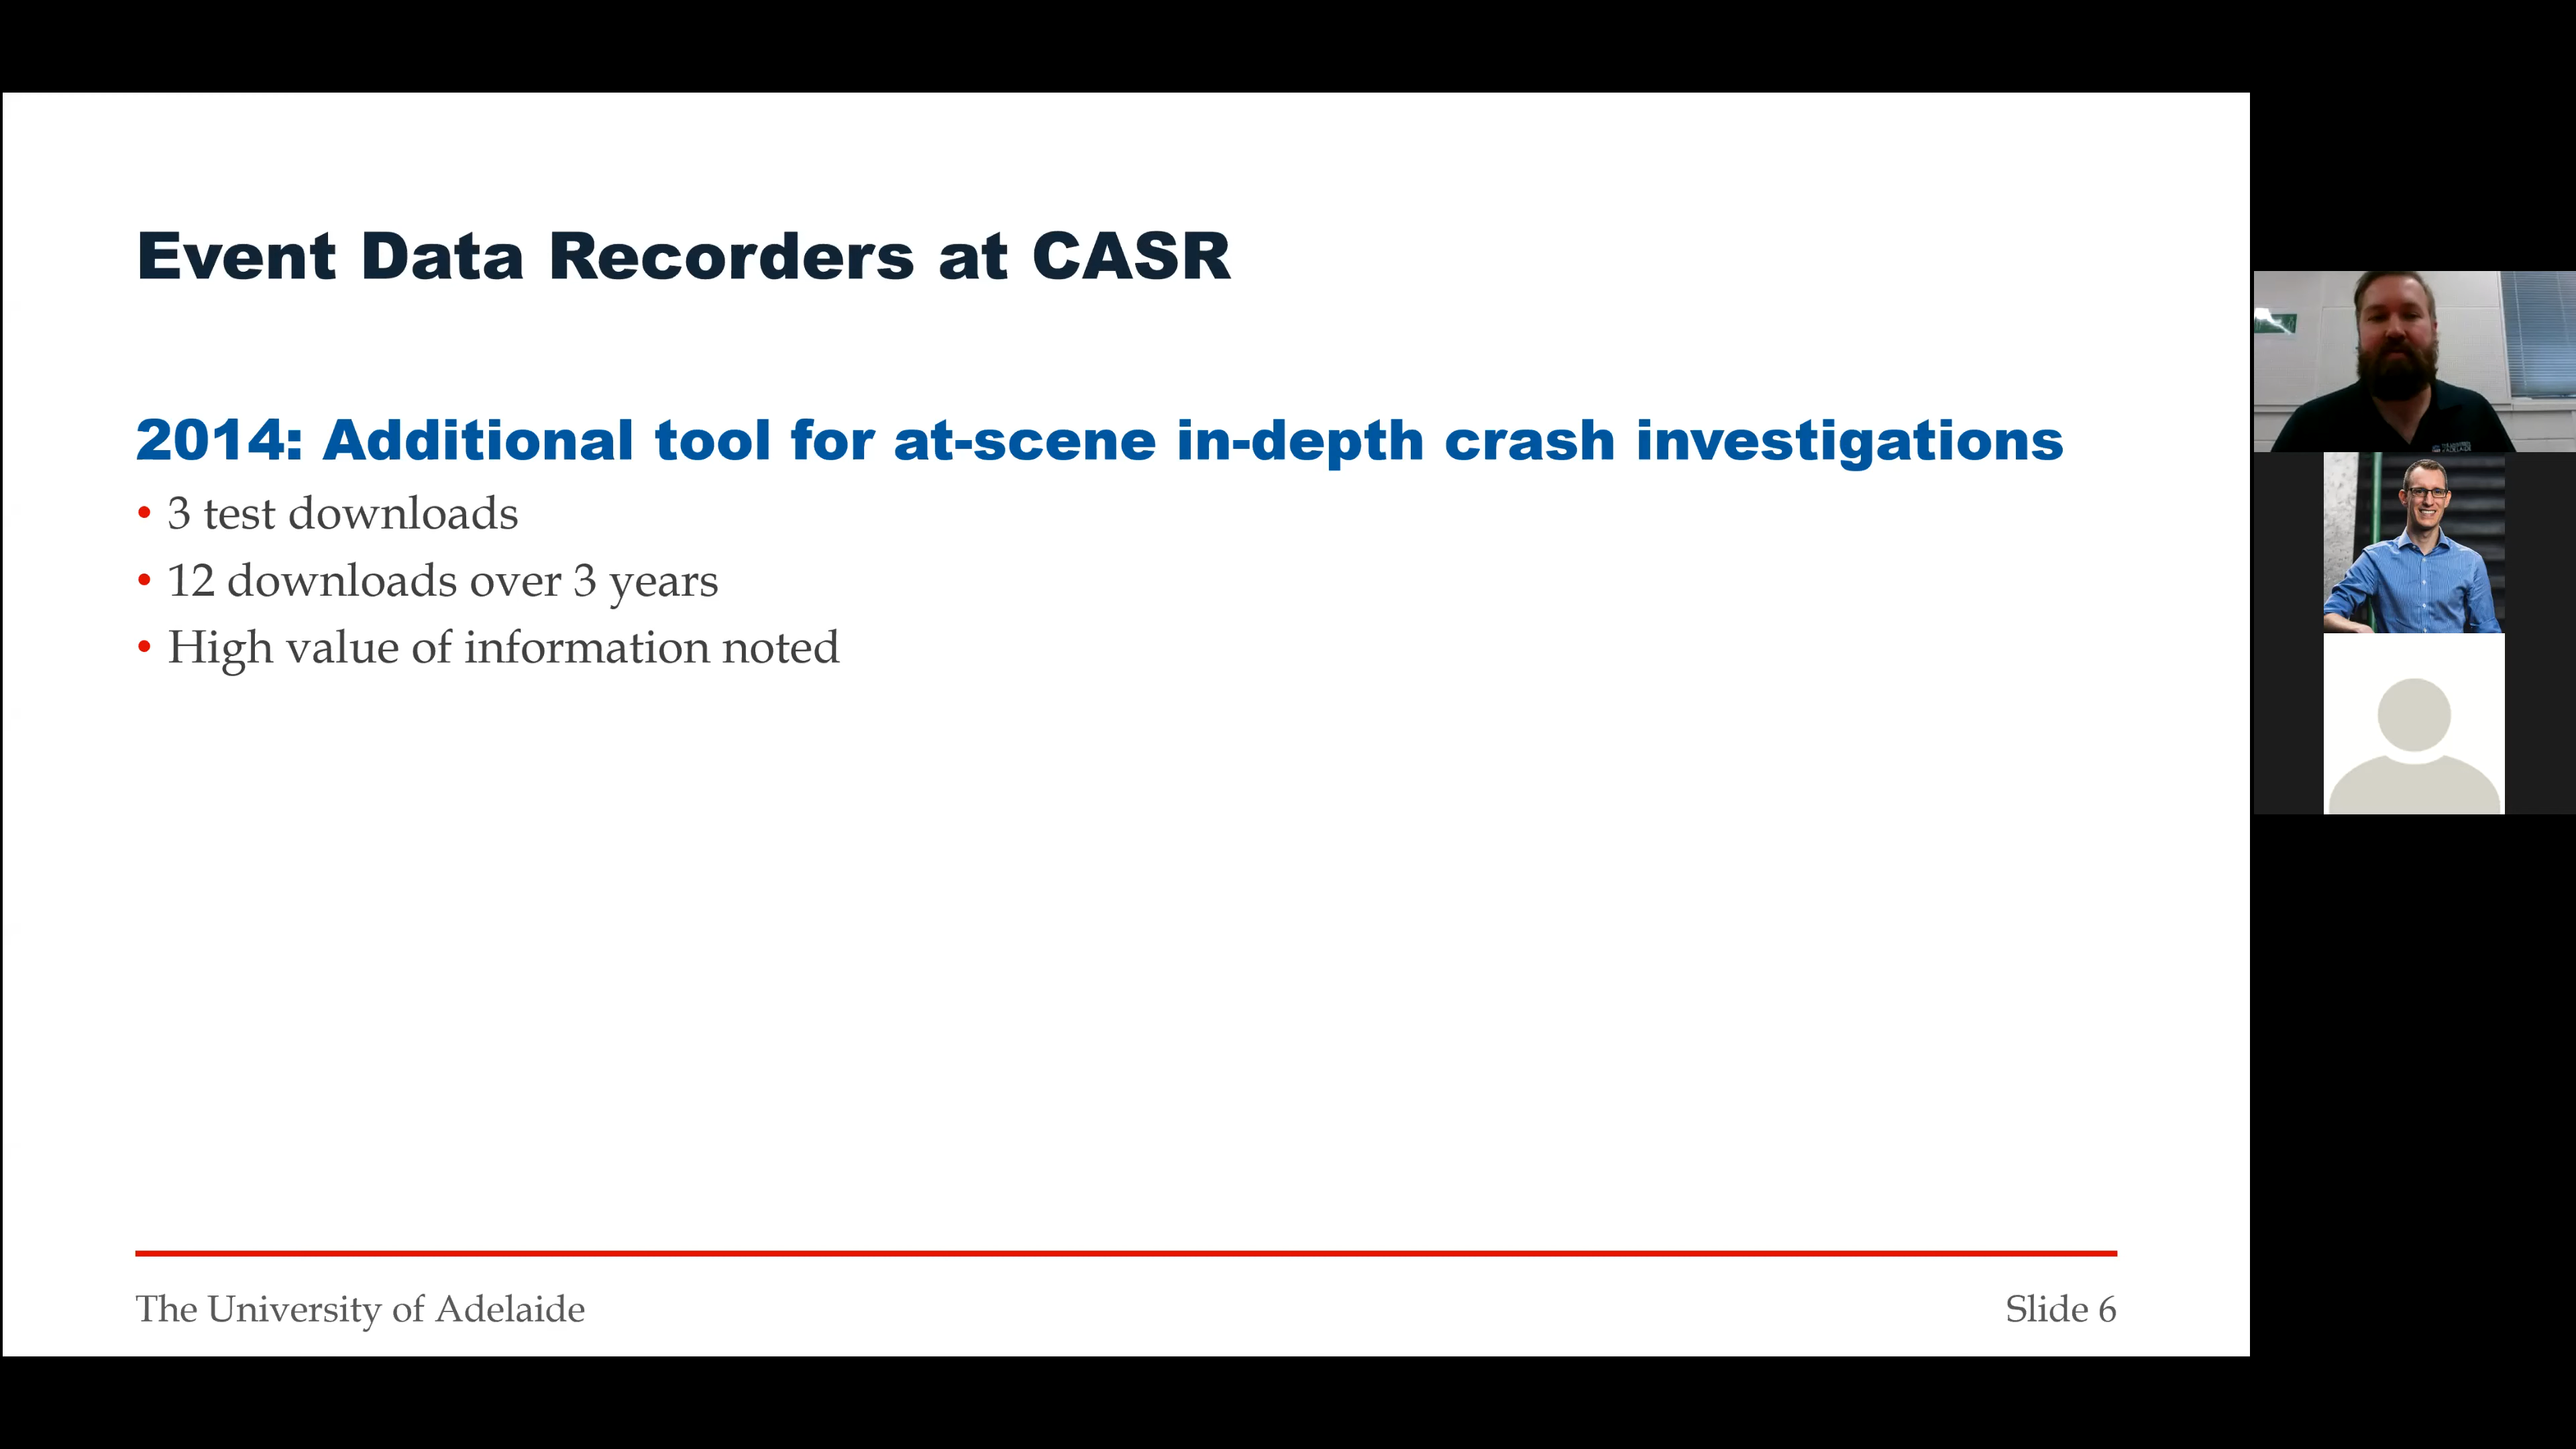 Event Data Recorders at CASR
2014: Additional tool for at-scene in-depth crash investigations
• 3 test downloads
• 12 downloads over 3 years
• High value of information noted
The University of Adelaide
Slide 6